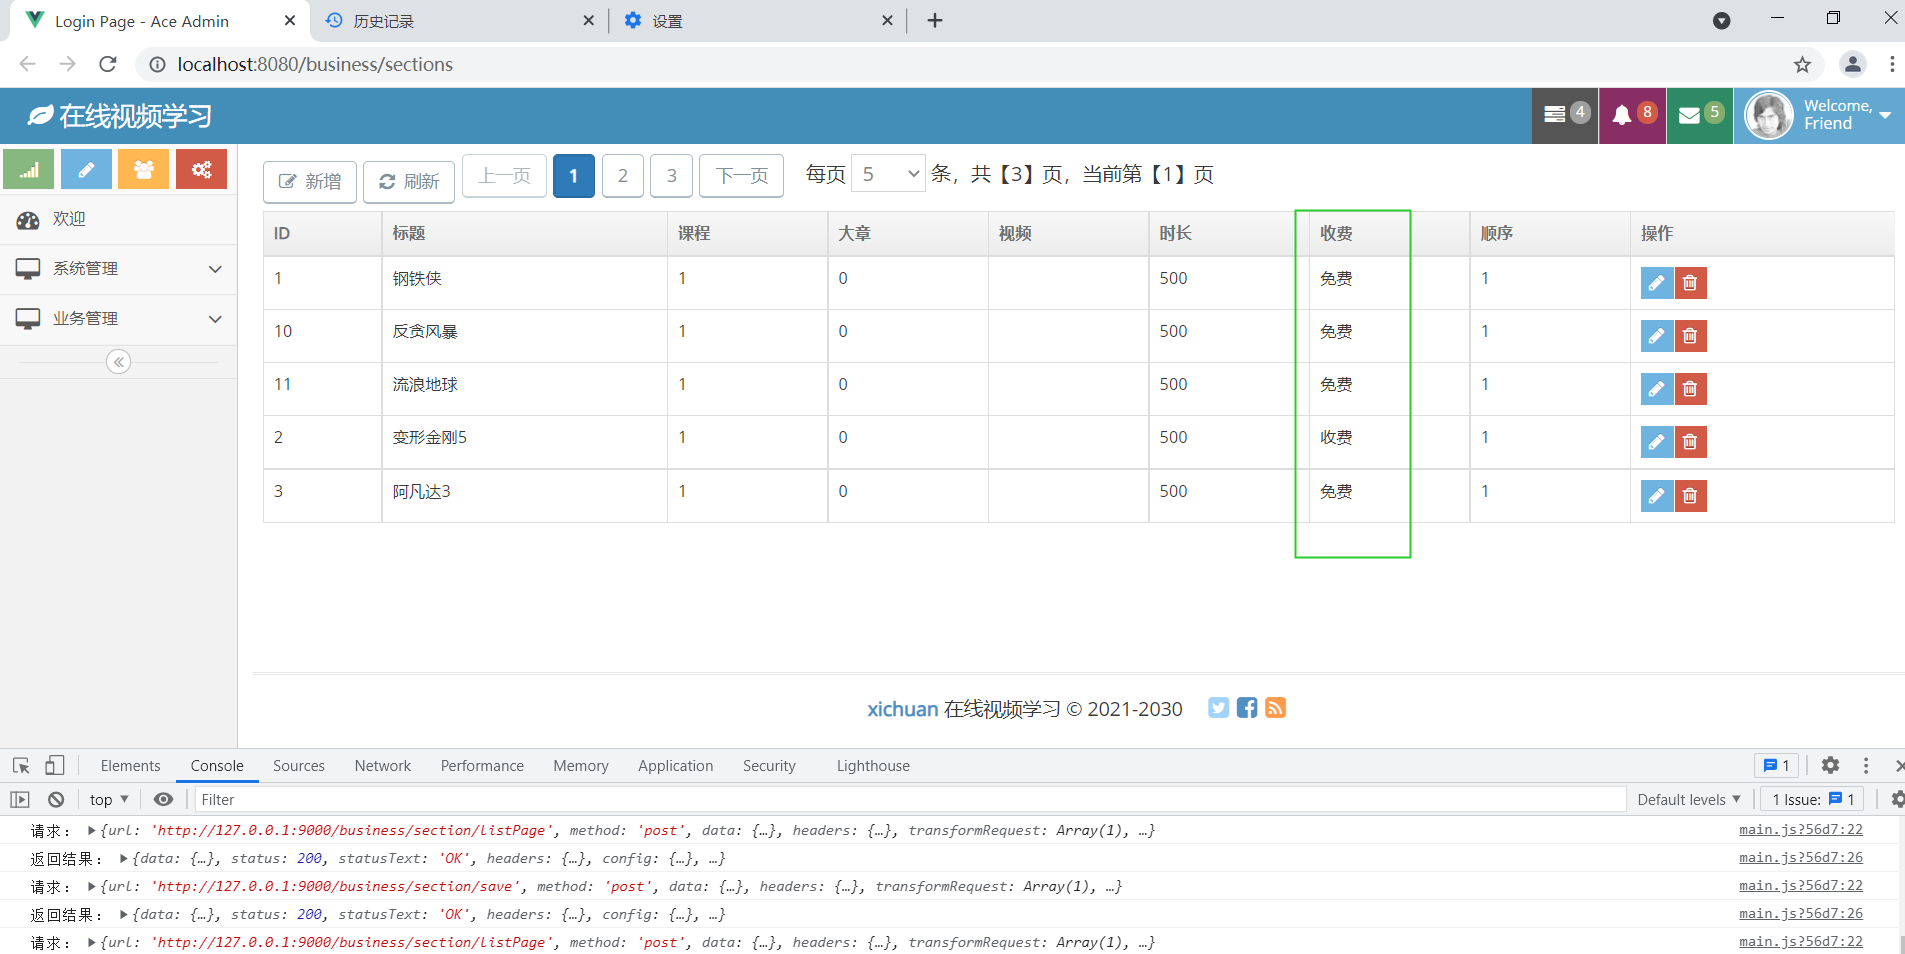 Login Page - Ace Admin
历史记录
设置
localhost:8080/business/sections
在线视频学习
4
8
5
Welcome,
Friend
新增
刷新
上一页
1
2
3
下一页
每页 5 条，共【3】页，当前第【1】页
欢迎
系统管理
业务管理
ID 标题 课程 大章 视频 时长 收费 顺序 操作
1 钢铁侠 1 0 500 免费 1
10 反贪风暴 1 0 500 免费 1
11 流浪地球 1 0 500 免费 1
2 变形金刚5 1 0 500 收费 1
3 阿凡达3 1 0 500 免费 1
xichuan 在线视频学习 © 2021-2030
Elements Console Sources Network Performance Memory Application Security Lighthouse 1
top Filter Default levels 1 Issue: 1
请求： {url: 'http://127.0.0.1:9000/business/section/listPage', method: 'post', data: {…}, headers: {…}, transformRequest: Array(1), …} main.js?56d7:22
返回结果： {data: {…}, status: 200, statusText: 'OK', headers: {…}, config: {…}, …} main.js?56d7:26
请求： {url: 'http://127.0.0.1:9000/business/section/save', method: 'post', data: {…}, headers: {…}, transformRequest: Array(1), …} main.js?56d7:22
返回结果： {data: {…}, status: 200, statusText: 'OK', headers: {…}, config: {…}, …} main.js?56d7:26
请求： {url: 'http://127.0.0.1:9000/business/section/listPage', method: 'post', data: {…}, headers: {…}, transformRequest: Array(1), …} main.js?56d7:22